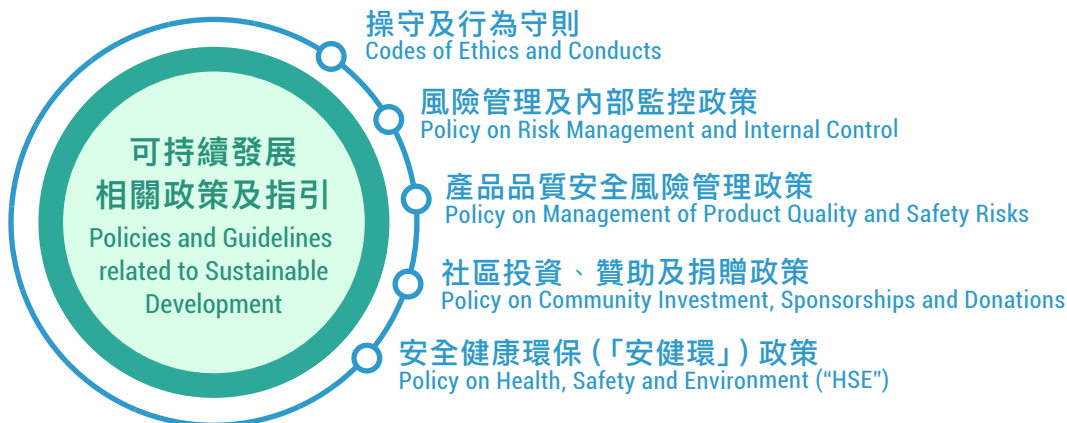 可持續發展
相關政策及指引
Policies and Guidelines
related to Sustainable
Development
操守及行為守則
Codes of Ethics and Conducts
風險管理及內部監控政策
Policy on Risk Management and Internal Control
產品品質安全風險管理政策
Policy on Management of Product Quality and Safety Risks
社區投資、贊助及捐贈政策
Policy on Community Investment, Sponsorships and Donations
安全健康環保(「安健環」)政策
Policy on Health, Safety and Environment (“HSE”)